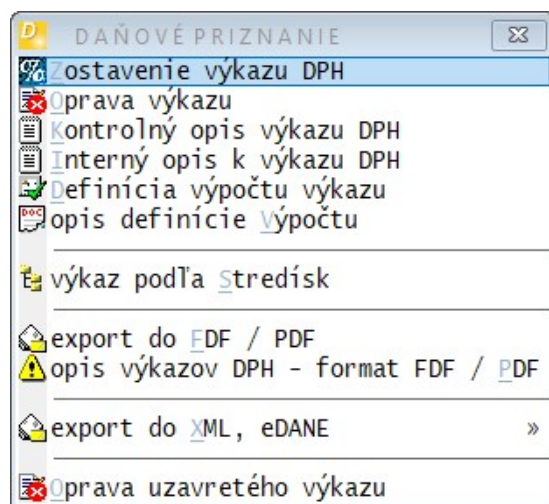 DAŇOVÉ PRIZNANIE
Zostavenie výkazu DPH
Oprava výkazu
Kontrolný opis výkazu DPH
Interný opis k výkazu DPH
Definícia výpočtu výkazu
opis definície Výpočtu
výkaz podľa Stredísk
export do FDF / PDF
opis výkazov DPH - format FDF / PDF
export do XML, eDANE »
Oprava uzavretého výkazu